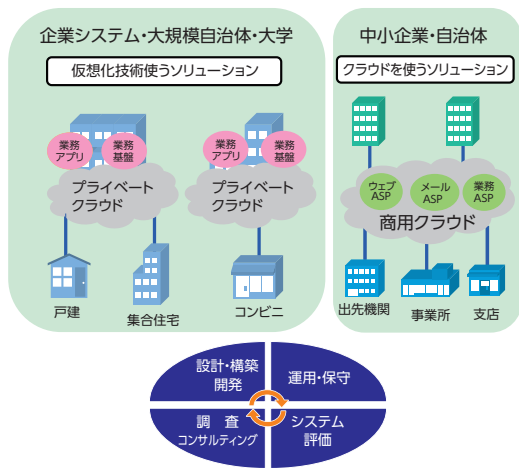 企業システム・大規模自治体・大学
仮想化技術使うソリューション
業務
アプリ
業務
基盤
プライベート
クラウド
戸建
集合住宅
業務
アプリ
業務
基盤
プライベート
クラウド
コンビニ
中小企業・自治体
クラウドを使うソリューション
ウェブ
ASP
メール
ASP
業務
ASP
商用クラウド
出先機関
事業所
支店
設計・構築
開発
運用・保守
調 査
コンサルティング
システム
評価